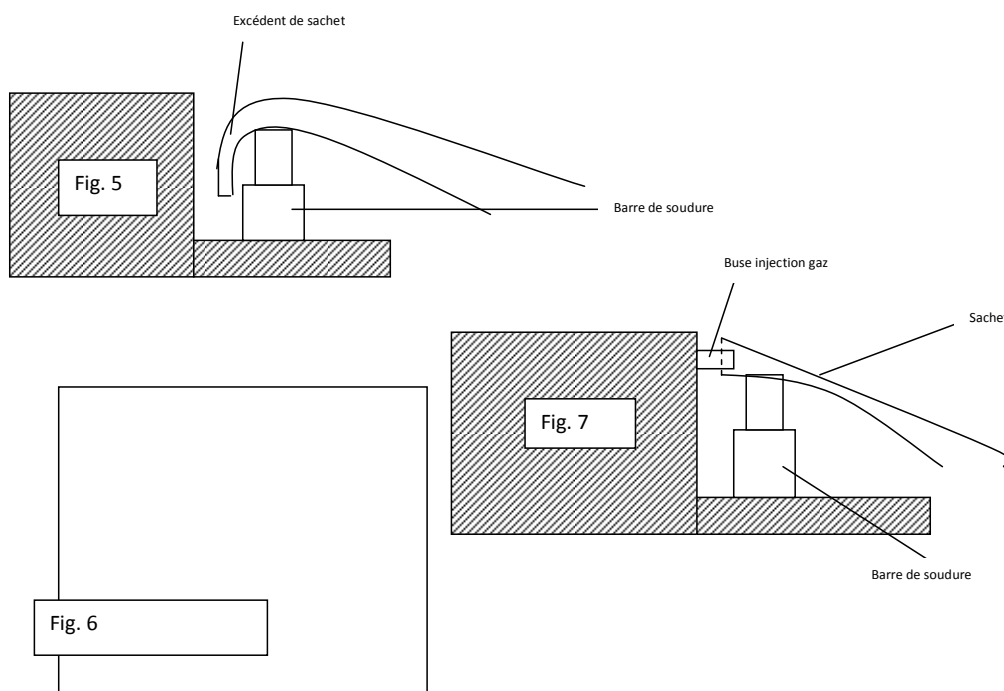 Excédent de sachet
Fig. 5
Barre de soudure
Buse injection gaz
Sachet
Fig. 7
Barre de soudure
Fig. 6